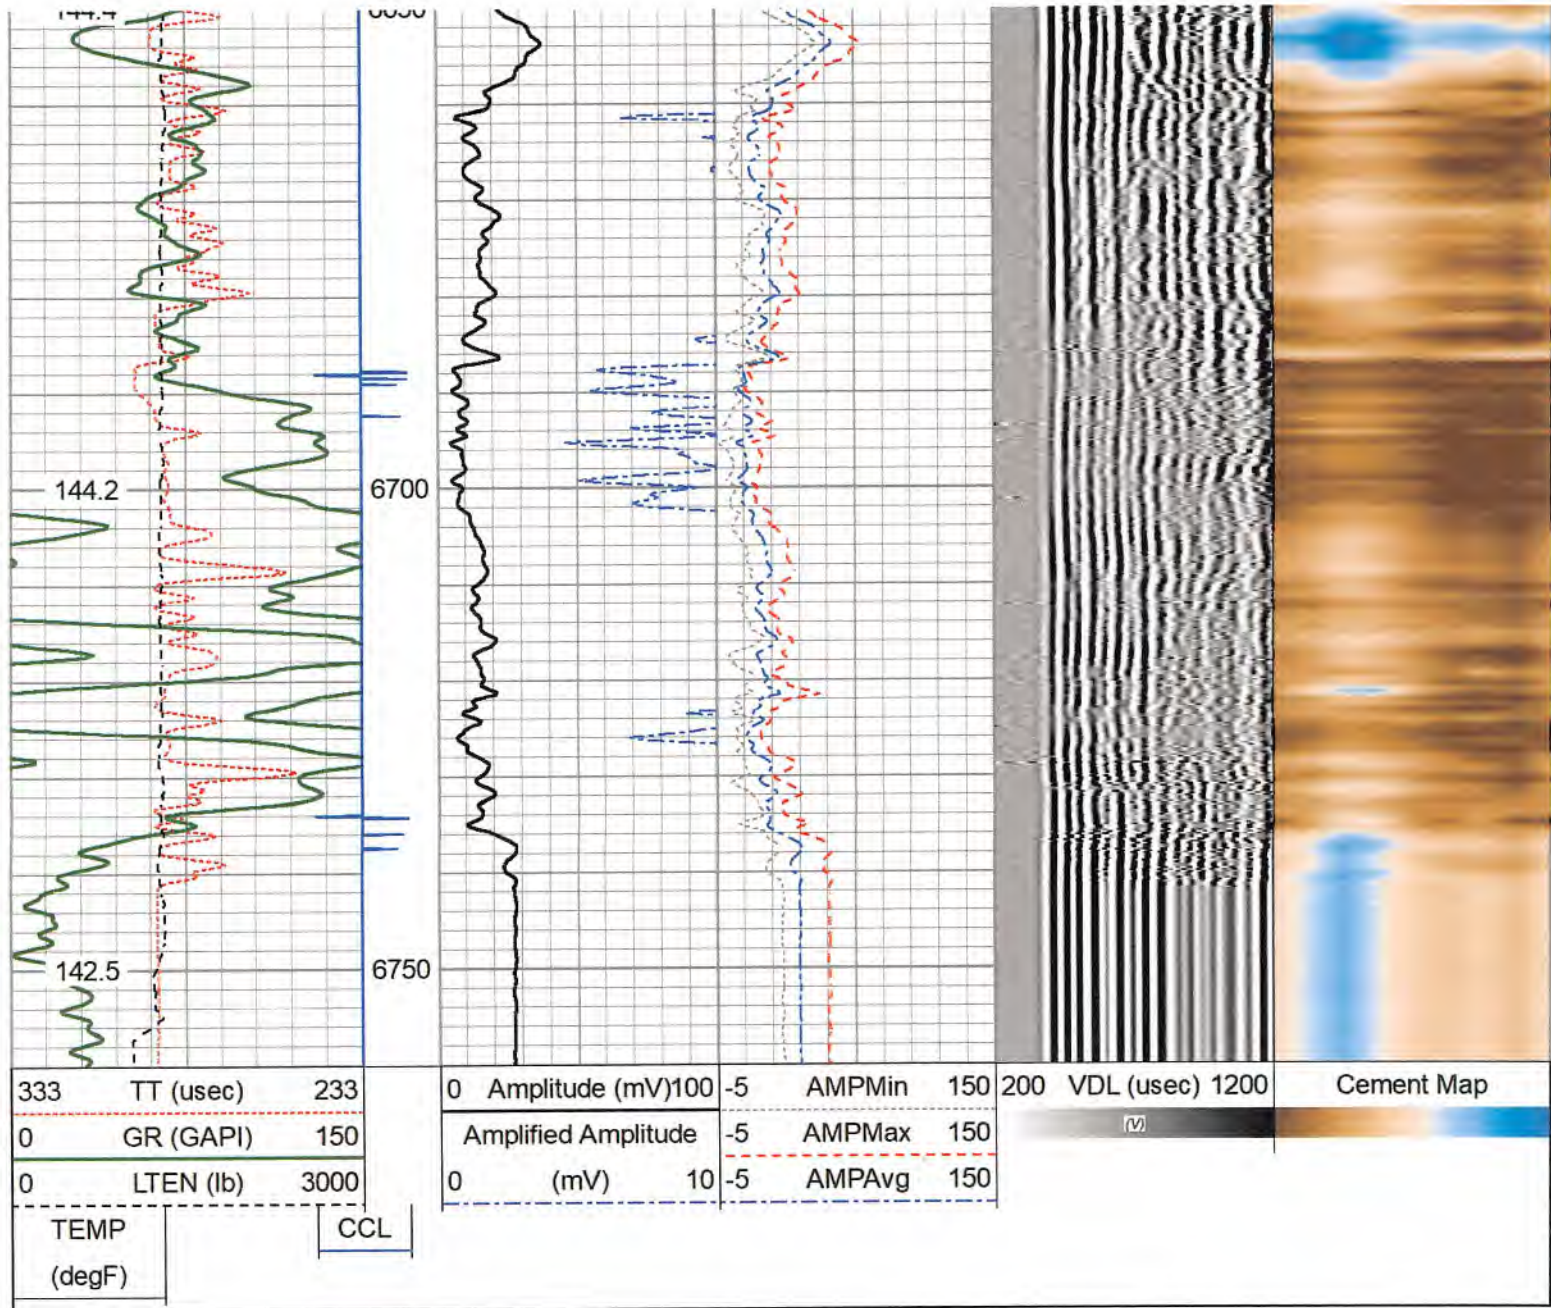 144.4
144.2
6700
142.5
6750
333 TT (usec) 233
0 GR (GAPI) 150
0 LTEN (lb) 3000
TEMP
(degF)
CCL
0 Amplitude (mV)100
Amplified Amplitude
0 (mV) 10
-5 AMPMin 150
-5 AMPMax 150
-5 AMPAvg 150
200 VDL (usec) 1200
(V)
Cement Map